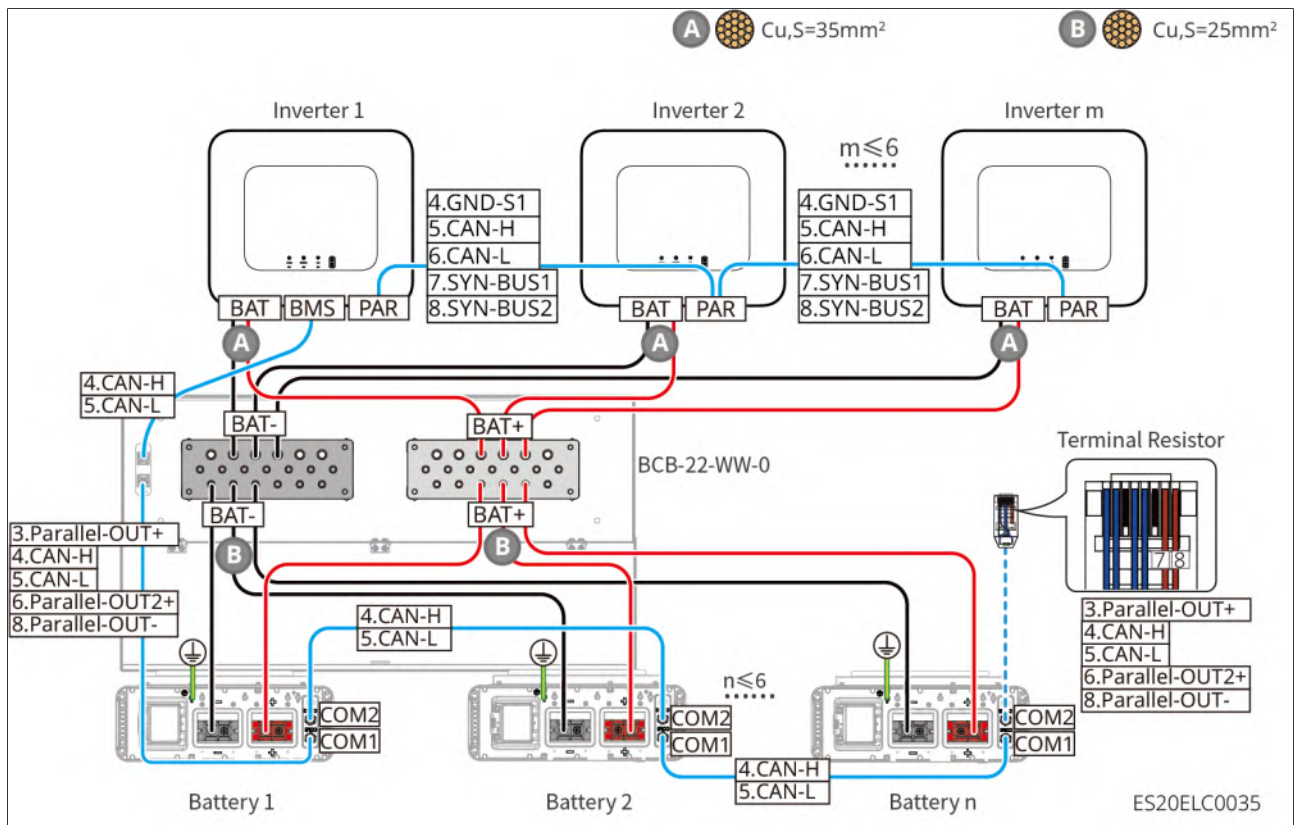 A Cu,S=35mm²
B Cu,S=25mm²
Inverter 1
Inverter 2
Inverter m
m≤6
4.GND-S1
5.CAN-H
6.CAN-L
7.SYN-BUS1
8.SYN-BUS2
4.GND-S1
5.CAN-H
6.CAN-L
7.SYN-BUS1
8.SYN-BUS2
BAT BMS PAR
BAT PAR
BAT PAR
A
A
A
4.CAN-H
5.CAN-L
BAT-
BAT+
BCB-22-WW-0
Terminal Resistor
7 8
BAT-
BAT+
B
B
3.Parallel-OUT+
4.CAN-H
5.CAN-L
6.Parallel-OUT2+
8.Parallel-OUT-
4.CAN-H
5.CAN-L
3.Parallel-OUT+
4.CAN-H
5.CAN-L
6.Parallel-OUT2+
8.Parallel-OUT-
n≤6
COM2
COM1
COM2
COM1
COM2
COM1
4.CAN-H
5.CAN-L
Battery 1
Battery 2
Battery n
ES20ELC0035